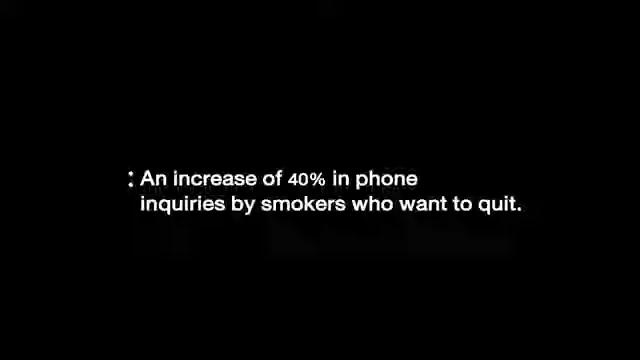 : An increase of 40% in phone
inquiries by smokers who want to quit.